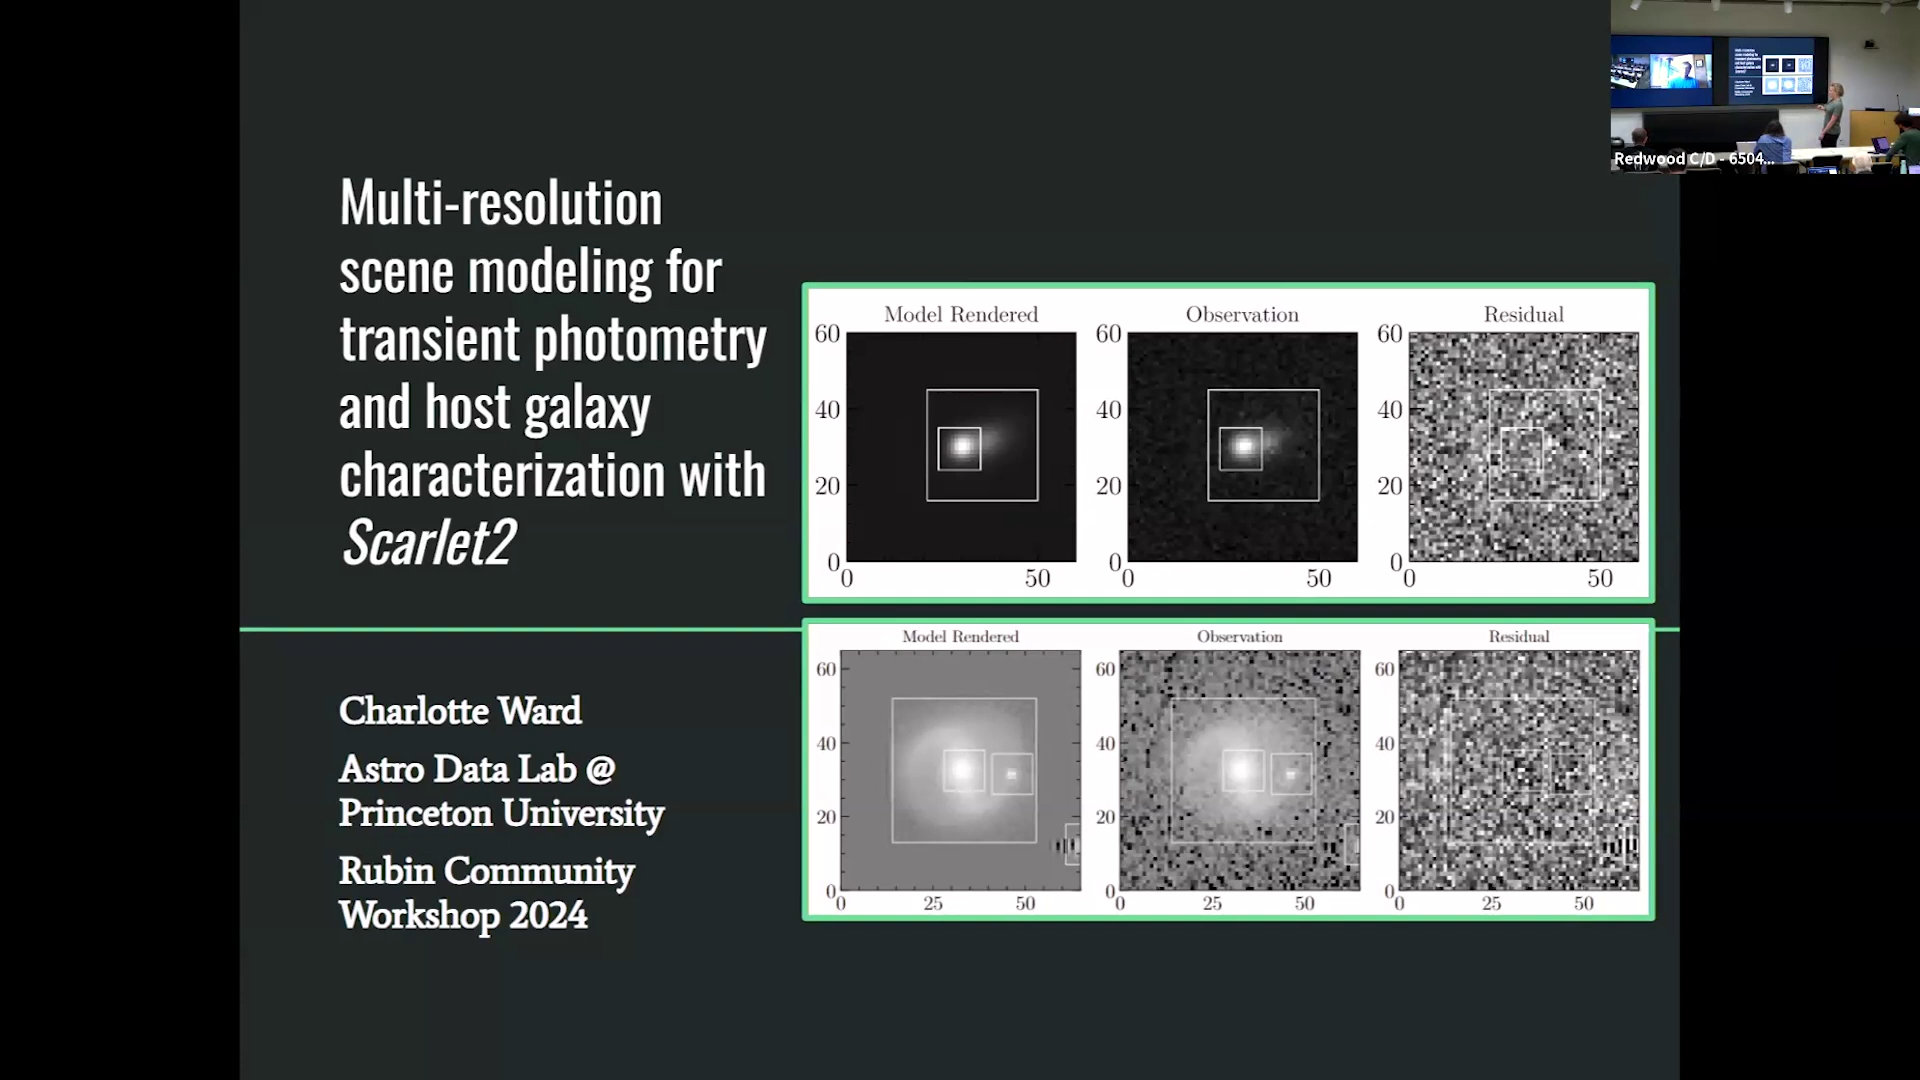 Multi-resolution
scene modeling for
transient photometry
and host galaxy
characterization with
Scarlet2
Charlotte Ward
Astro Data Lab @
Princeton University
Rubin Community
Workshop 2024
Model Rendered
Observation
Residual
60
40
20
0
0
50
60
40
20
0
0
50
60
40
20
0
0
50
Model Rendered
Observation
Residual
60
40
20
0
0
25
50
60
40
20
0
0
25
50
60
40
20
0
0
25
50
Redwood C/D - 6504...